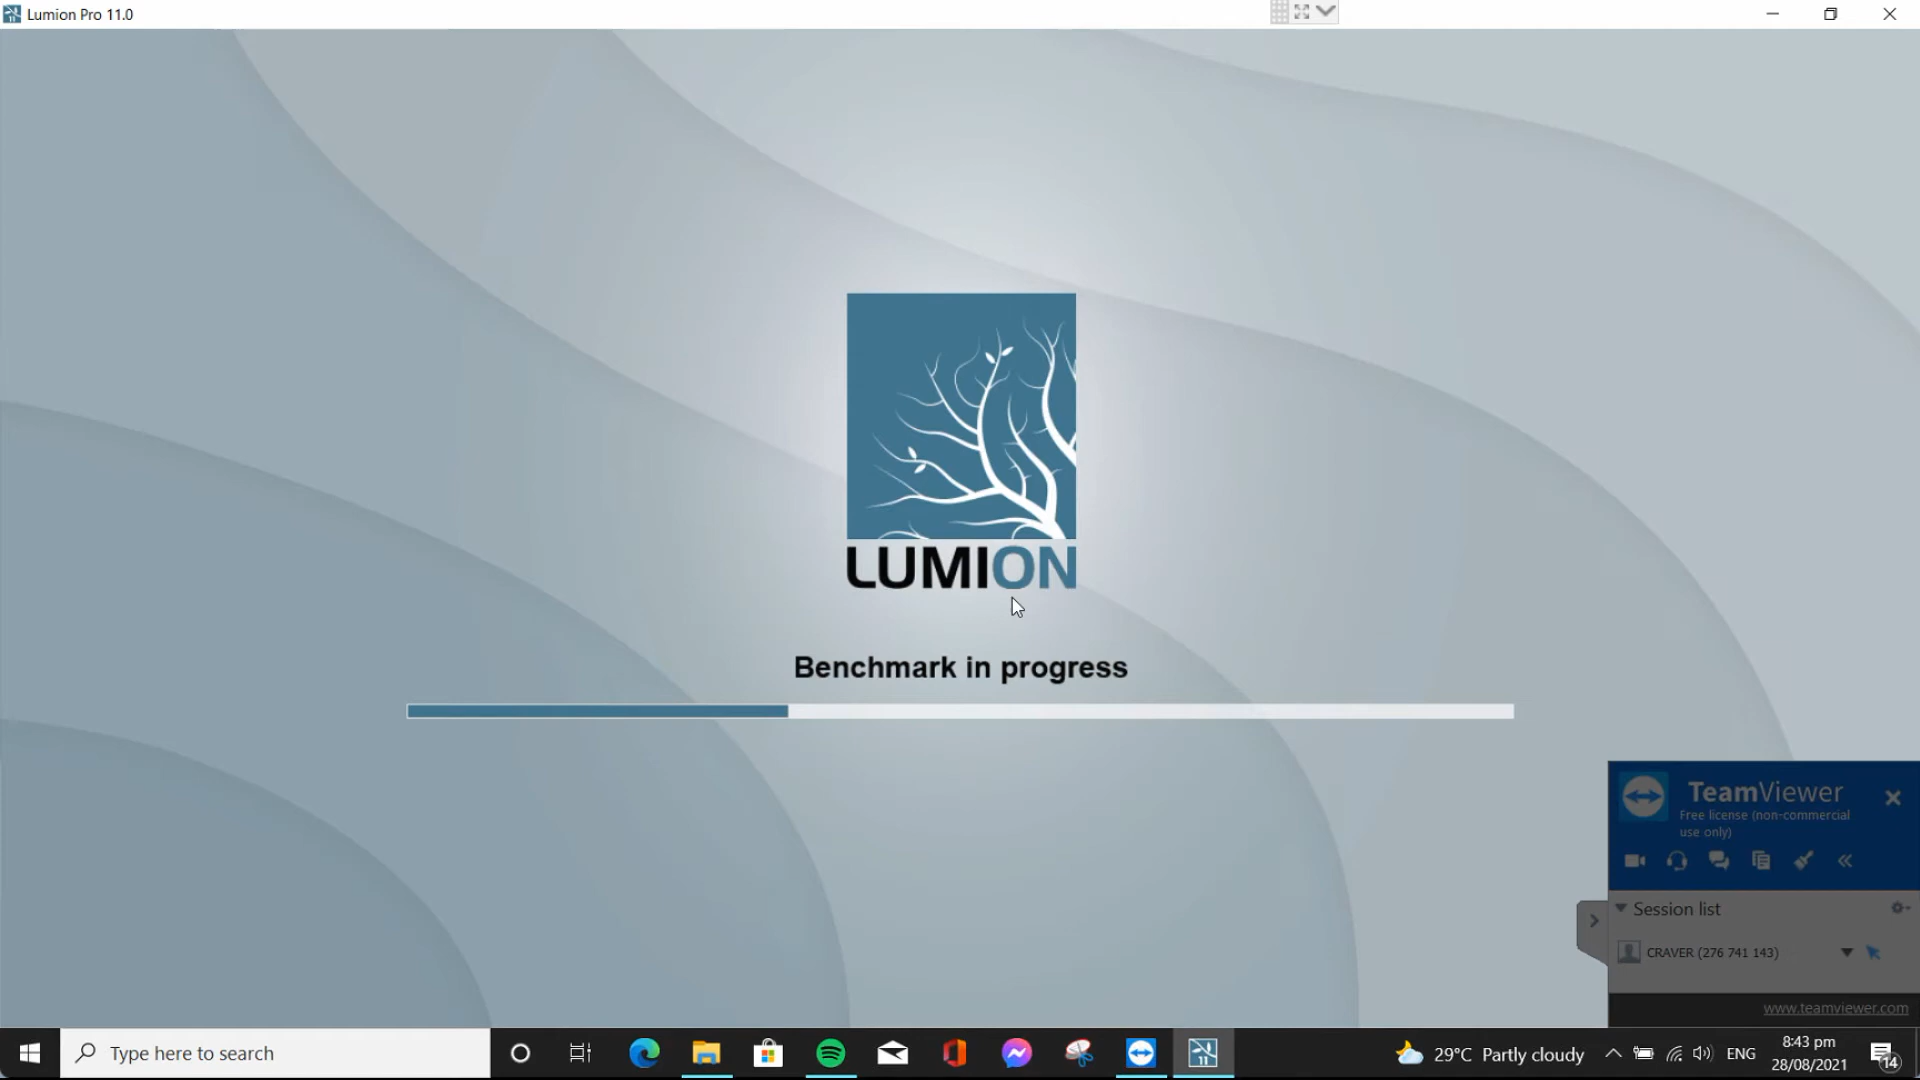 Lumion Pro 11.0
LUMION
Benchmark in progress
TeamViewer
Free license (non-commercial
use only)
Session list
CRAVER (276 741 143)
www.teamviewer.com
Type here to search
11
29°C Partly cloudy
ENG
8:43 pm
28/08/2021
14